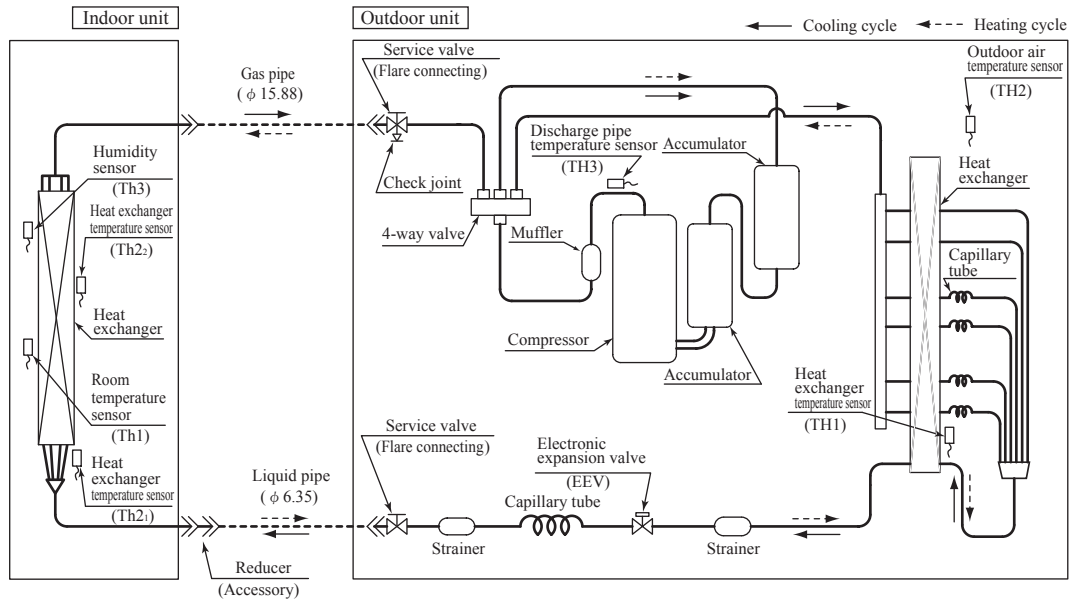 Indoor unit
Outdoor unit
Cooling cycle
Heating cycle
Service valve
(Flare connecting)
Gas pipe
( ϕ 15.88)
Outdoor air
temperature sensor
(TH2)
Humidity
sensor
(Th3)
Check joint
Discharge pipe
temperature sensor
(TH3)
Accumulator
Heat
exchanger
Heat exchanger
temperature sensor
(Th2₂)
4-way valve
Muffler
Capillary
tube
Heat
exchanger
Compressor
Accumulator
Room
temperature
sensor
(Th1)
Heat
exchanger
temperature sensor
(TH1)
Service valve
(Flare connecting)
Electronic
expansion valve
(EEV)
Heat
exchanger
temperature sensor
(Th2₁)
Liquid pipe
( ϕ 6.35)
Capillary tube
Strainer
Strainer
Reducer
(Accessory)